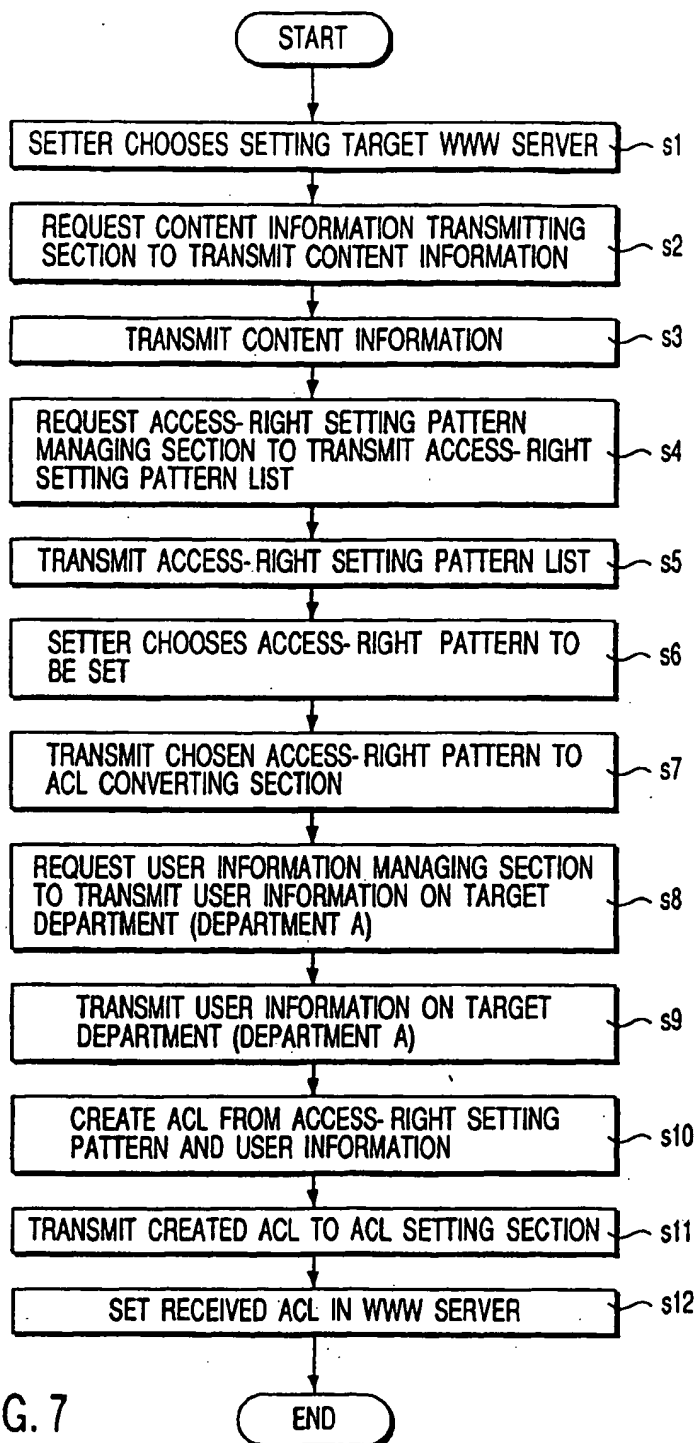 START
SETTER CHOOSES SETTING TARGET WWW SERVER s1
REQUEST CONTENT INFORMATION TRANSMITTING
SECTION TO TRANSMIT CONTENT INFORMATION s2
TRANSMIT CONTENT INFORMATION s3
REQUEST ACCESS-RIGHT SETTING PATTERN
MANAGING SECTION TO TRANSMIT ACCESS-RIGHT s4
SETTING PATTERN LIST
TRANSMIT ACCESS-RIGHT SETTING PATTERN LIST s5
SETTER CHOOSES ACCESS-RIGHT PATTERN TO s6
BE SET
TRANSMIT CHOSEN ACCESS-RIGHT PATTERN TO s7
ACL CONVERTING SECTION
REQUEST USER INFORMATION MANAGING SECTION
TO TRANSMIT USER INFORMATION ON TARGET s8
DEPARTMENT (DEPARTMENT A)
TRANSMIT USER INFORMATION ON TARGET s9
DEPARTMENT (DEPARTMENT A)
CREATE ACL FROM ACCESS-RIGHT SETTING s10
PATTERN AND USER INFORMATION
TRANSMIT CREATED ACL TO ACL SETTING SECTION s11
SET RECEIVED ACL IN WWW SERVER s12
G. 7
END